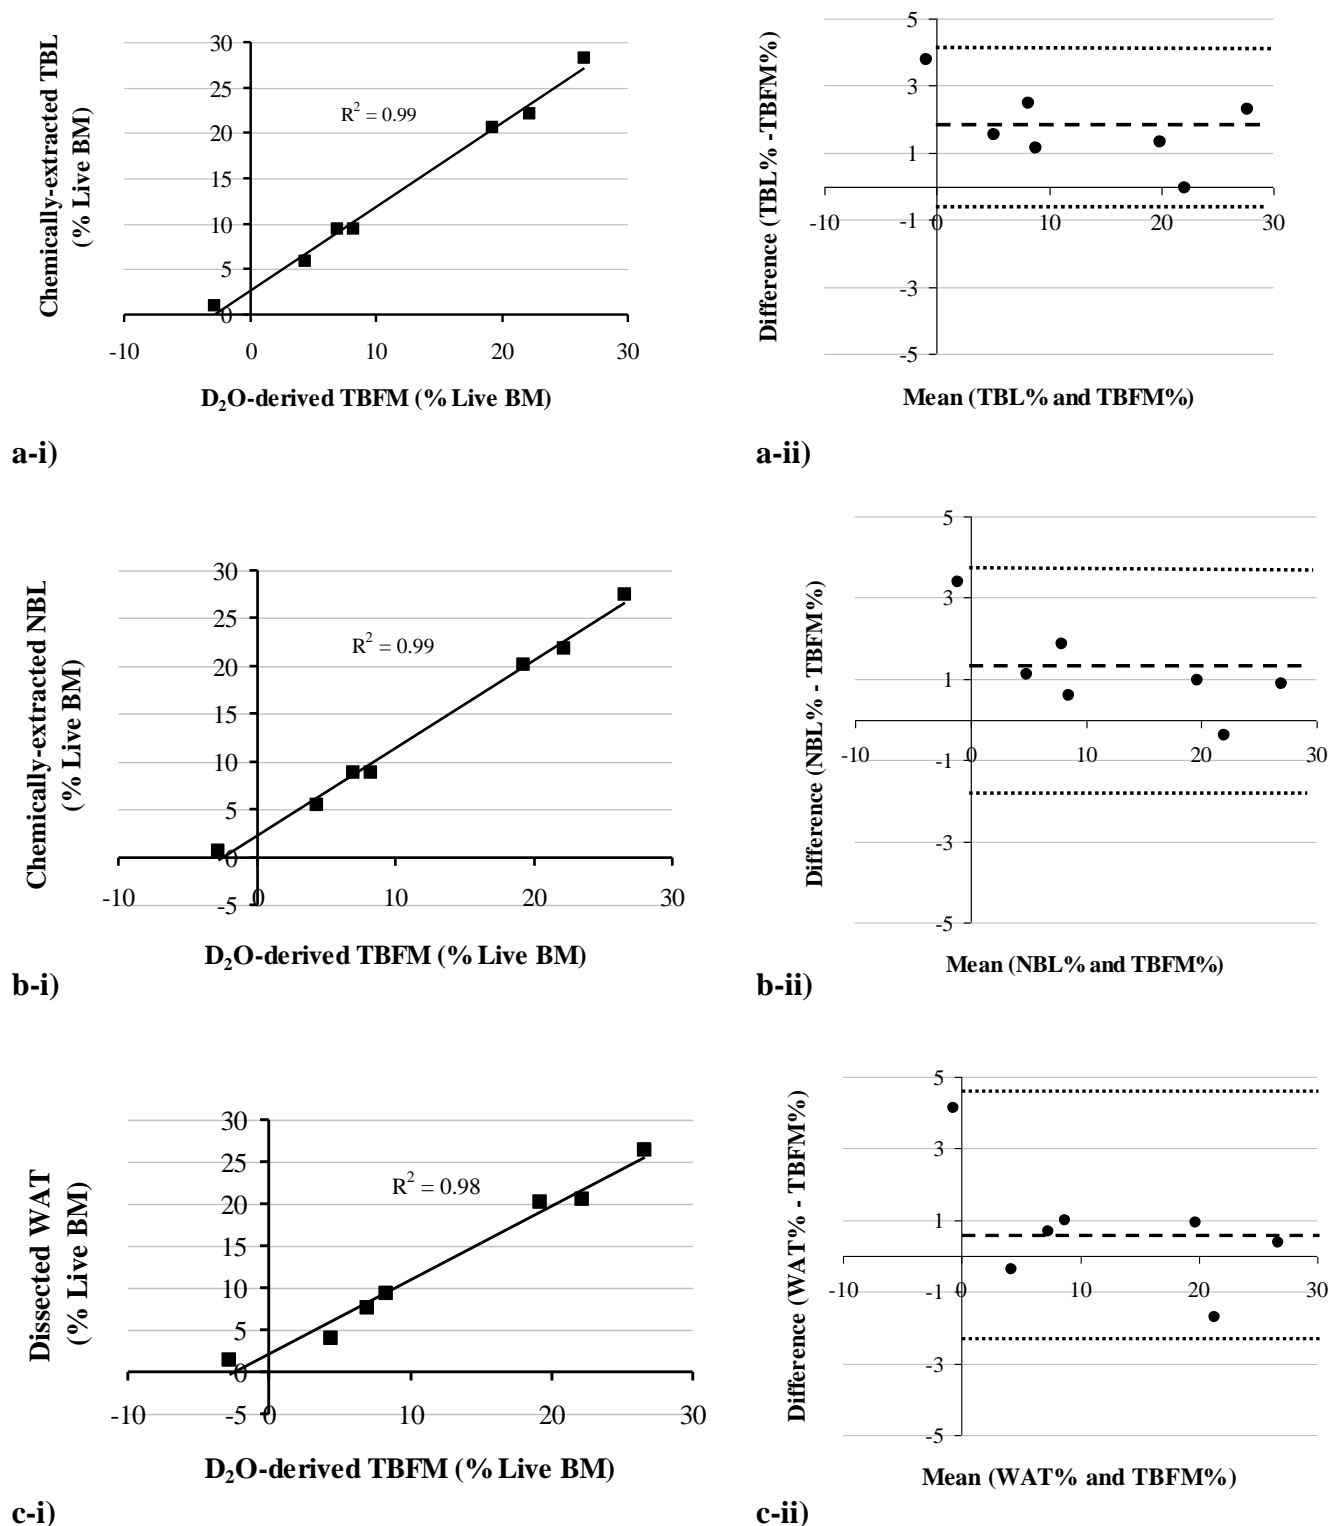 Chemically-extracted TBL
(% Live BM)
30
25
20
15
10
5
0
-10
0
10
20
30
R² = 0.99
D₂O-derived TBFM (% Live BM)
a-i)
Difference (TBL% - TBFM%)
5
3
1
-1
-3
-5
-10
0
10
20
30
Mean (TBL% and TBFM%)
a-ii)
Chemically-extracted NBL
(% Live BM)
30
25
20
15
10
5
0
-5
-10
0
10
20
30
R² = 0.99
D₂O-derived TBFM (% Live BM)
b-i)
Difference (NBL% - TBFM%)
5
3
1
-1
-3
-5
-10
0
10
20
30
Mean (NBL% and TBFM%)
b-ii)
Dissected WAT
(% Live BM)
30
25
20
15
10
5
0
-5
-10
0
10
20
30
R² = 0.98
D₂O-derived TBFM (% Live BM)
c-i)
Difference (WAT% - TBFM%)
5
3
1
-1
-3
-5
-10
0
10
20
30
Mean (WAT% and TBFM%)
c-ii)